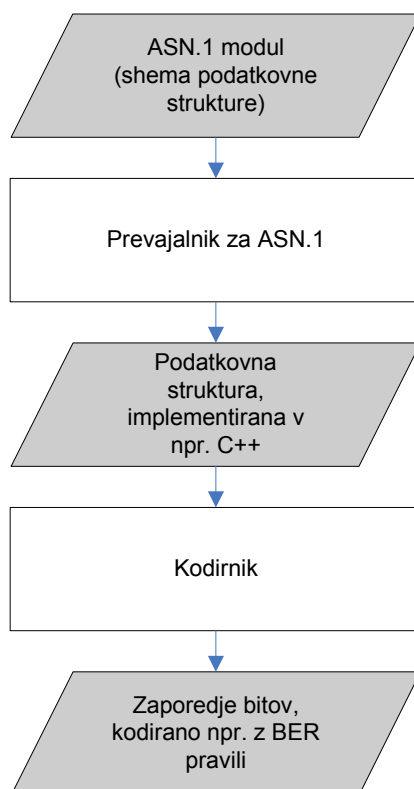 ASN.1 modul
(shema podatkovne
strukture)
Prevajalnik za ASN.1
Podatkovna
struktura,
implementirana v
npr. C++
Kodirnik
Zaporedje bitov,
kodirano npr. z BER
pravili